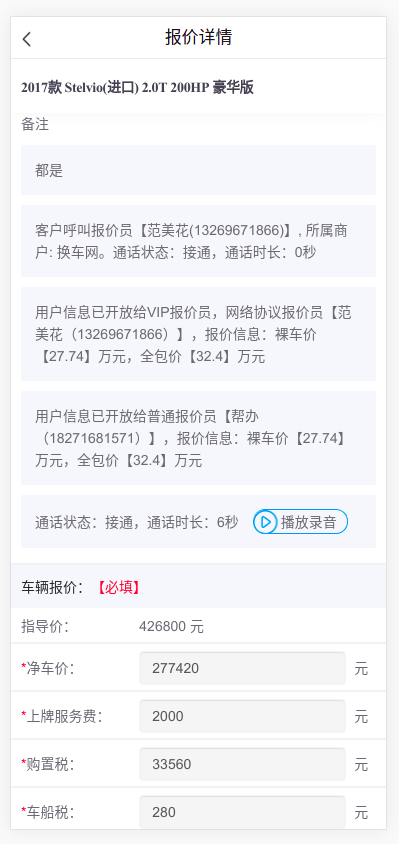 报价详情
2017款 Stelvio(进口) 2.0T 200HP 豪华版
备注
都是
客户呼叫报价员【范美花(13269671866)】, 所属商
户: 换车网。通话状态：接通，通话时长：0秒
用户信息已开放给VIP报价员，网络协议报价员【范
美花（13269671866）】，报价信息：裸车价
【27.74】万元，全包价【32.4】万元
用户信息已开放给普通报价员【帮办
（18271681571）】，报价信息：裸车价【27.74】
万元，全包价【32.4】万元
通话状态：接通，通话时长：6秒 播放录音
车辆报价：【必填】
指导价： 426800 元
*净车价： 277420 元
*上牌服务费： 2000 元
*购置税： 33560 元
*车船税： 280 元